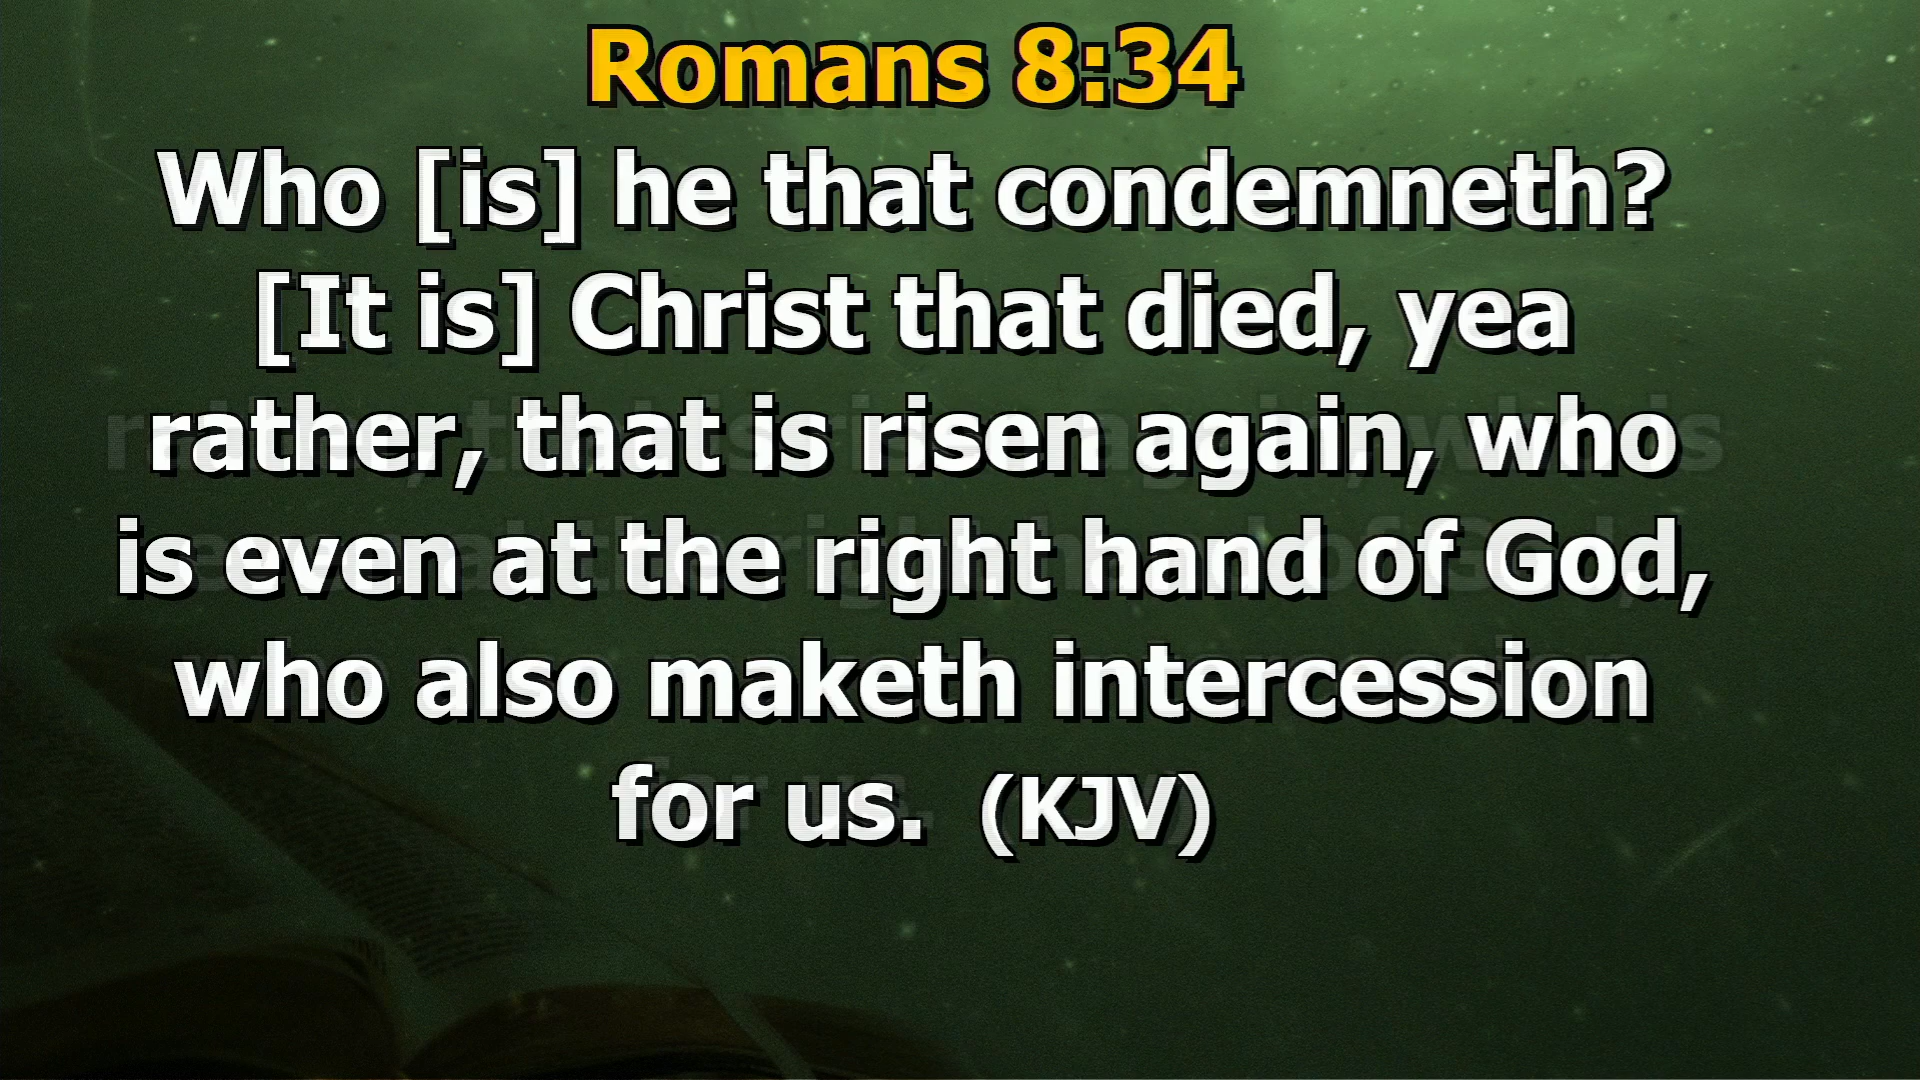 Romans 8:34
Who [is] he that condemneth?
[It is] Christ that died, yea
rather, that is risen again, who
is even at the right hand of God,
who also maketh intercession
for us. (KJV)